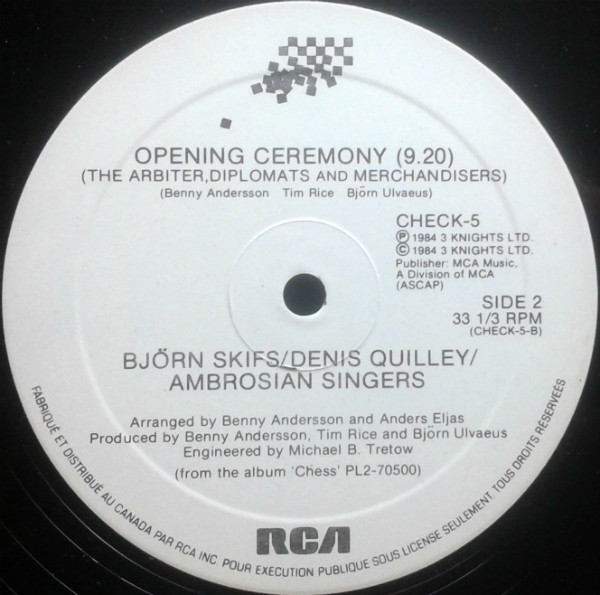 OPENING CEREMONY (9.20)
(THE ARBITER,DIPLOMATS AND MERCHANDISERS)
(Benny Andersson Tim Rice Björn Ulvaeus)
CHECK-5
Ⓟ 1984 3 KNIGHTS LTD.
© 1984 3 KNIGHTS LTD.
Publisher: MCA Music,
A Division of MCA
(ASCAP)
SIDE 2
33 1/3 RPM
(CHECK-5-B)
BJÖRN SKIFS/DENIS QUILLEY/
AMBROSIAN SINGERS
Arranged by Benny Andersson and Anders Eljas
Produced by Benny Andersson, Tim Rice and Björn Ulvaeus
Engineered by Michael B. Tretow
(from the album 'Chess' PL2-70500)
RCA
FABRIQUÉ ET DISTRIBUÉ AU CANADA PAR RCA INC. POUR EXÉCUTION PUBLIQUE SOUS LICENSE SEULEMENT. TOUS DROITS RÉSERVÉES